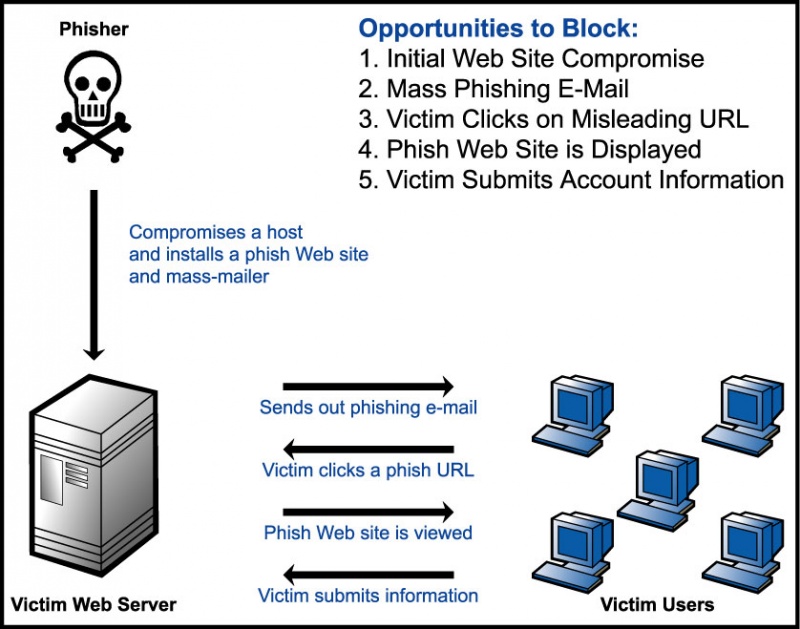 Phisher
Opportunities to Block:
1. Initial Web Site Compromise
2. Mass Phishing E-Mail
3. Victim Clicks on Misleading URL
4. Phish Web Site is Displayed
5. Victim Submits Account Information
Compromises a host
and installs a phish Web site
and mass-mailer
Sends out phishing e-mail
Victim clicks a phish URL
Phish Web site is viewed
Victim submits information
Victim Web Server
Victim Users